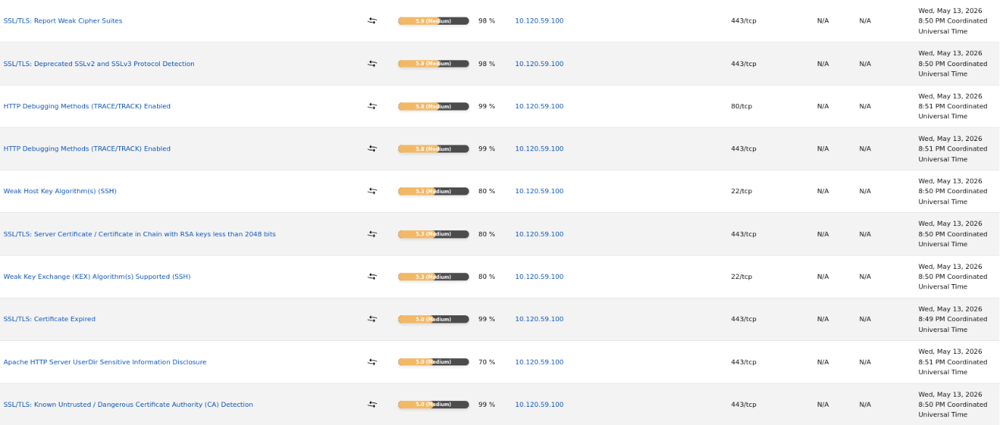 Wed, May 13, 2026
SSL/TLS: Report Weak Cipher Suites 5.9 (Medium) 98 % 10.120.59.100 443/tcp N/A N/A 8:50 PM Coordinated
Universal Time
Wed, May 13, 2026
SSL/TLS: Deprecated SSLv2 and SSLv3 Protocol Detection 5.9 (Medium) 98 % 10.120.59.100 443/tcp N/A N/A 8:50 PM Coordinated
Universal Time
Wed, May 13, 2026
HTTP Debugging Methods (TRACE/TRACK) Enabled 5.8 (Medium) 99 % 10.120.59.100 80/tcp N/A N/A 8:51 PM Coordinated
Universal Time
Wed, May 13, 2026
HTTP Debugging Methods (TRACE/TRACK) Enabled 5.8 (Medium) 99 % 10.120.59.100 443/tcp N/A N/A 8:51 PM Coordinated
Universal Time
Wed, May 13, 2026
Weak Host Key Algorithm(s) (SSH) 5.3 (Medium) 80 % 10.120.59.100 22/tcp N/A N/A 8:50 PM Coordinated
Universal Time
Wed, May 13, 2026
SSL/TLS: Server Certificate / Certificate in Chain with RSA keys less than 2048 bits 5.3 (Medium) 80 % 10.120.59.100 443/tcp N/A N/A 8:50 PM Coordinated
Universal Time
Wed, May 13, 2026
Weak Key Exchange (KEX) Algorithm(s) Supported (SSH) 5.3 (Medium) 80 % 10.120.59.100 22/tcp N/A N/A 8:50 PM Coordinated
Universal Time
Wed, May 13, 2026
SSL/TLS: Certificate Expired 5.0 (Medium) 99 % 10.120.59.100 443/tcp N/A N/A 8:49 PM Coordinated
Universal Time
Wed, May 13, 2026
Apache HTTP Server UserDir Sensitive Information Disclosure 5.0 (Medium) 70 % 10.120.59.100 443/tcp N/A N/A 8:51 PM Coordinated
Universal Time
Wed, May 13, 2026
SSL/TLS: Known Untrusted / Dangerous Certificate Authority (CA) Detection 5.0 (Medium) 99 % 10.120.59.100 443/tcp N/A N/A 8:50 PM Coordinated
Universal Time